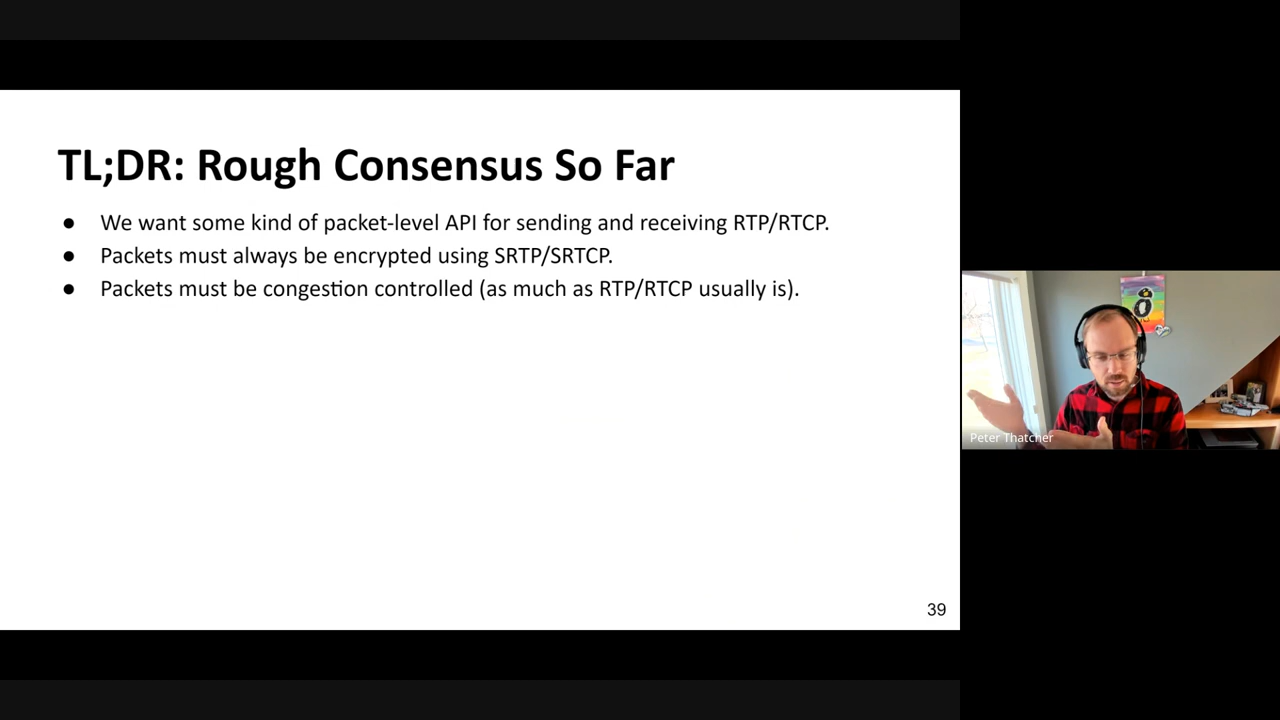 TL;DR: Rough Consensus So Far
● We want some kind of packet-level API for sending and receiving RTP/RTCP.
● Packets must always be encrypted using SRTP/SRTCP.
● Packets must be congestion controlled (as much as RTP/RTCP usually is).
39
Peter Thatcher